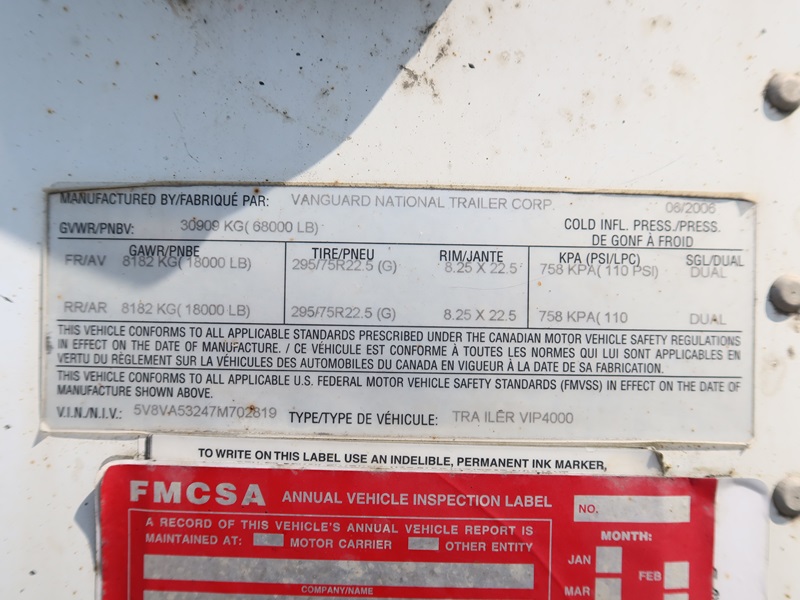 MANUFACTURED BY/FABRIQUÉ PAR: VANGUARD NATIONAL TRAILER CORP. 06/2006
GVWR/PNBV: 30909 KG( 68000 LB) COLD INFL. PRESS./PRESS.
DE GONF À FROID
GAWR/PNBE TIRE/PNEU RIM/JANTE KPA (PSI/LPC) SGL/DUAL
FR/AV 8182 KG( 18000 LB) 295/75R22.5 (G) 8.25 X 22.5 758 KPA( 110 PSI) DUAL
RR/AR 8182 KG( 18000 LB) 295/75R22.5 (G) 8.25 X 22.5 758 KPA( 110 DUAL
THIS VEHICLE CONFORMS TO ALL APPLICABLE STANDARDS PRESCRIBED UNDER THE CANADIAN MOTOR VEHICLE SAFETY REGULATIONS
IN EFFECT ON THE DATE OF MANUFACTURE. / CE VÉHICULE EST CONFORME À TOUTES LES NORMES QUI LUI SONT APPLICABLES EN
VERTU DU RÈGLEMENT SUR LA VÉHICULES DES AUTOMOBILES DU CANADA EN VIGUEUR À LA DATE DE SA FABRICATION.
THIS VEHICLE CONFORMS TO ALL APPLICABLE U.S. FEDERAL MOTOR VEHICLE SAFETY STANDARDS (FMVSS) IN EFFECT ON THE DATE OF
MANUFACTURE SHOWN ABOVE.
V.I.N./N.I.V.: 5V8VA53247M702819 TYPE/TYPE DE VÉHICULE: TRAILER VIP4000
TO WRITE ON THIS LABEL USE AN INDELIBLE, PERMANENT INK MARKER,
FMCSA ANNUAL VEHICLE INSPECTION LABEL NO.
A RECORD OF THIS VEHICLE'S ANNUAL VEHICLE REPORT IS
MAINTAINED AT: MOTOR CARRIER OTHER ENTITY
MONTH:
JAN FEB
MAR
COMPANY/NAME